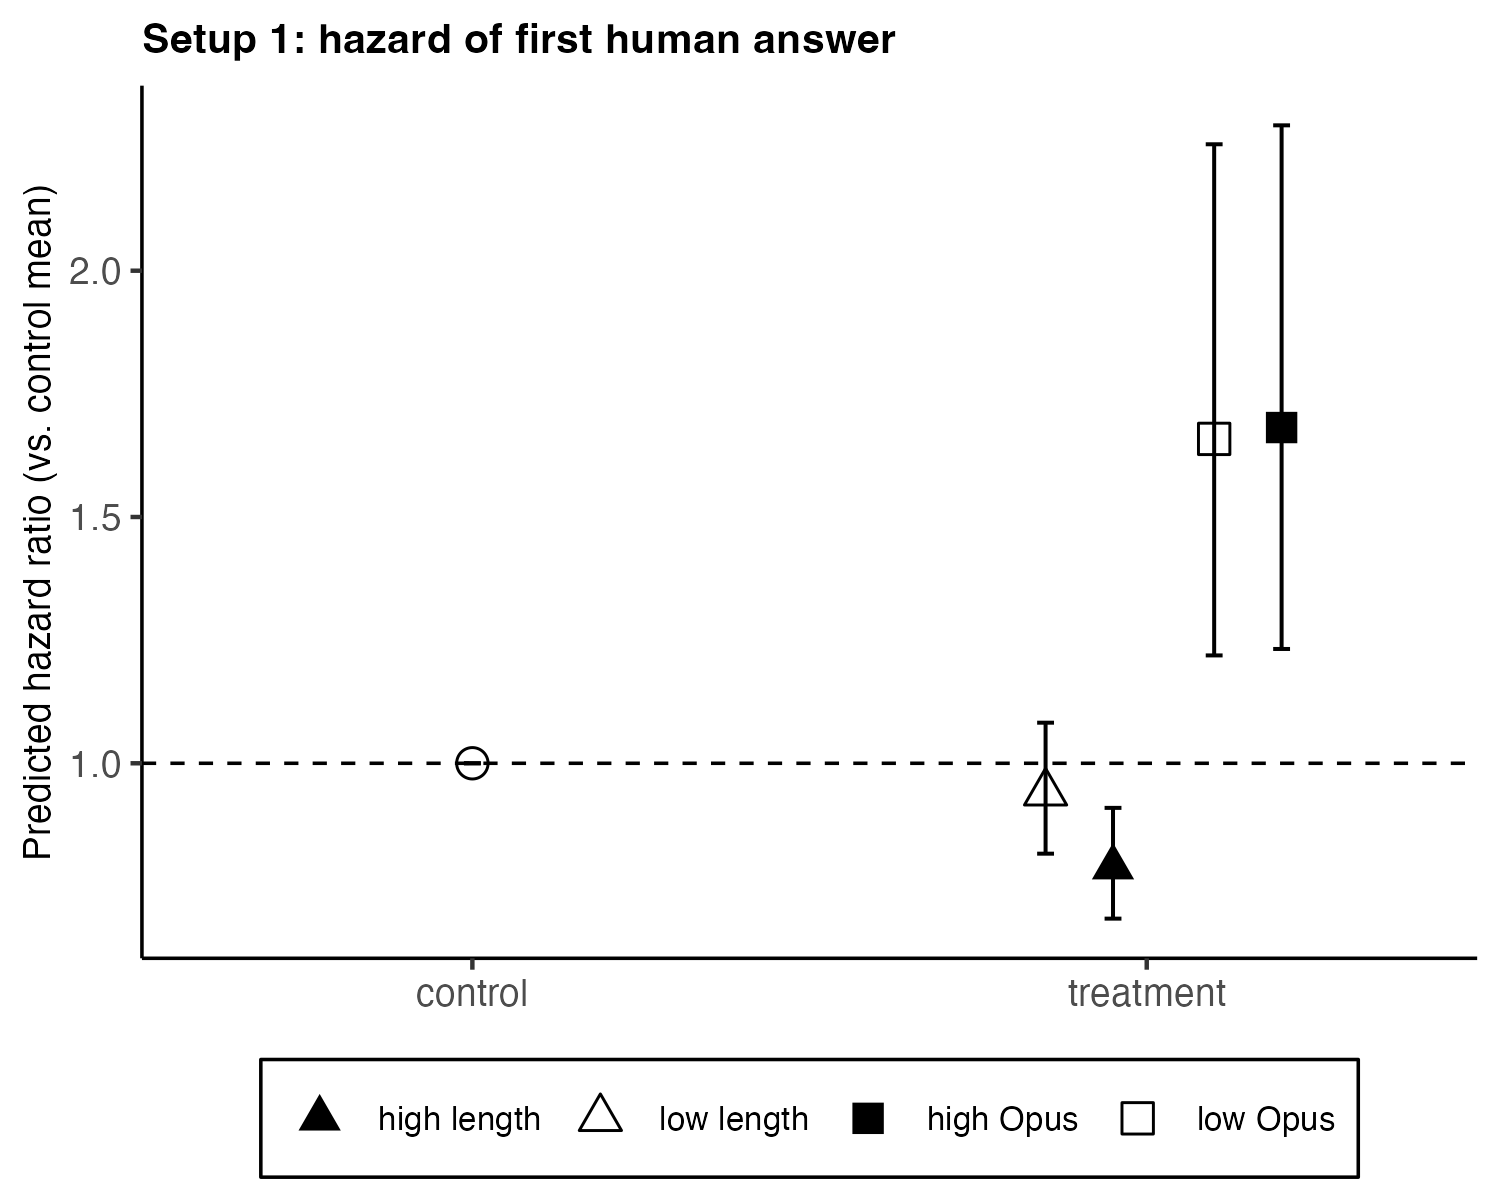 Setup 1: hazard of first human answer
Predicted hazard ratio (vs. control mean)
2.0
1.5
1.0
control
treatment
high length
low length
high Opus
low Opus